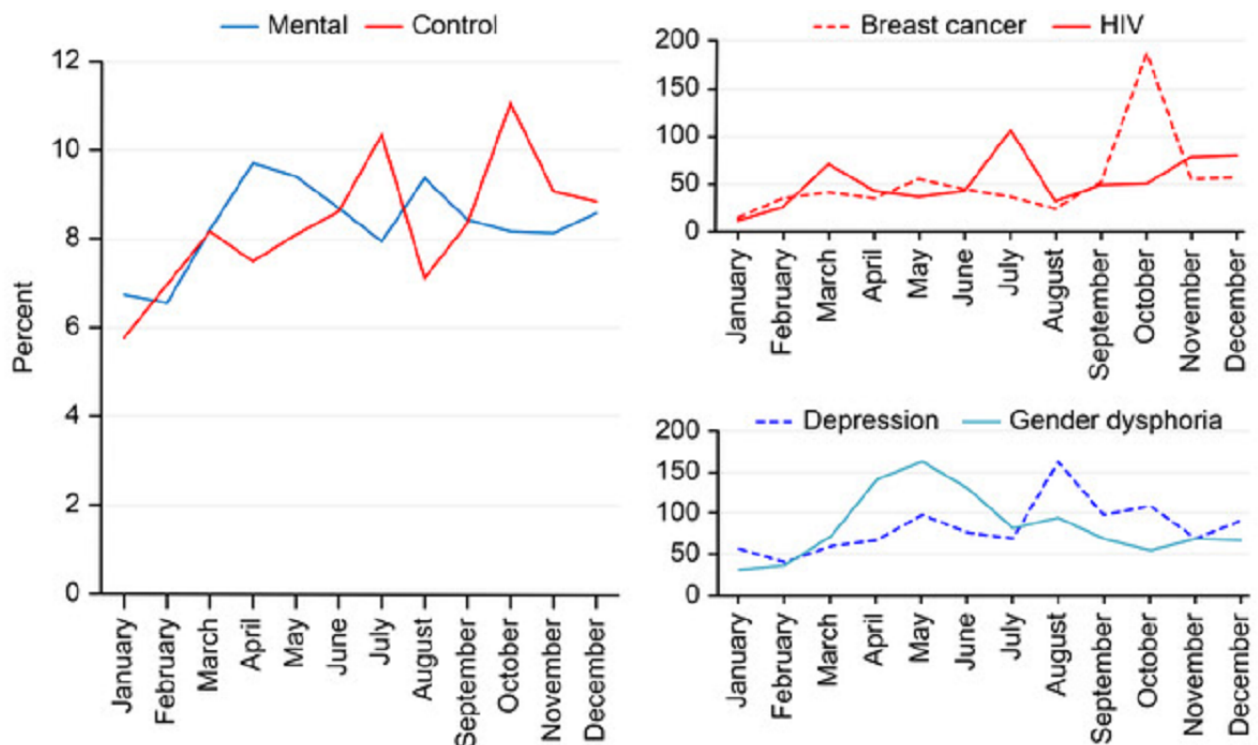 Mental Control
12
10
8
6
4
2
0
Percent
January
February
March
April
May
June
July
August
September
October
November
December
Breast cancer HIV
200
150
100
50
0
January
February
March
April
May
June
July
August
September
October
November
December
Depression Gender dysphoria
200
150
100
50
0
January
February
March
April
May
June
July
August
September
October
November
December